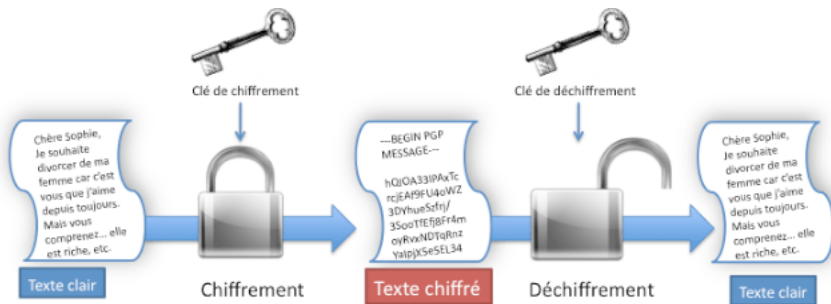 Clé de chiffrement
Clé de déchiffrement
Chère Sophie,
Je souhaite
divorcer de ma
femme car c'est
vous que j'aime
depuis toujours.
Mais vous
comprenez... elle
est riche, etc.
Texte clair
Chiffrement
---BEGIN PGP
MESSAGE---
hQIOA33IPAxTc
rcjEAf9FU4oWZ
3DYhueSzfrj/
3SooTfEfj8Fr4m
oyRvxNDTqRnz
YaIpjX5e5EL34
Texte chiffré
Déchiffrement
Chère Sophie,
Je souhaite
divorcer de ma
femme car c'est
vous que j'aime
depuis toujours.
Mais vous
comprenez... elle
est riche, etc.
Texte clair